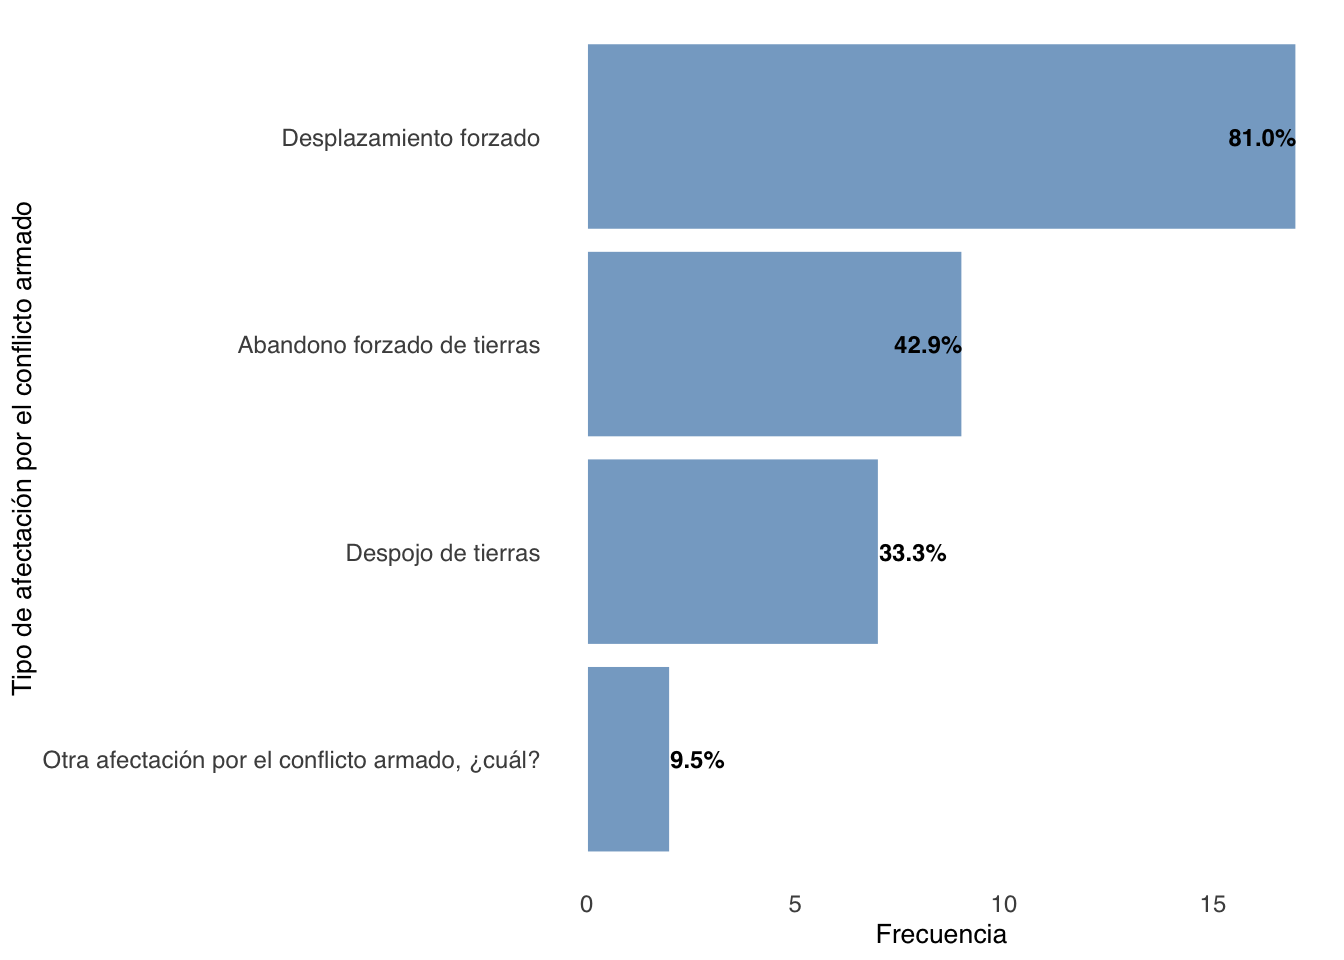 Tipo de afectación por el conflicto armado
Desplazamiento forzado
81.0%
Abandono forzado de tierras
42.9%
Despojo de tierras
33.3%
Otra afectación por el conflicto armado, ¿cuál?
9.5%
0 5 10 15
Frecuencia